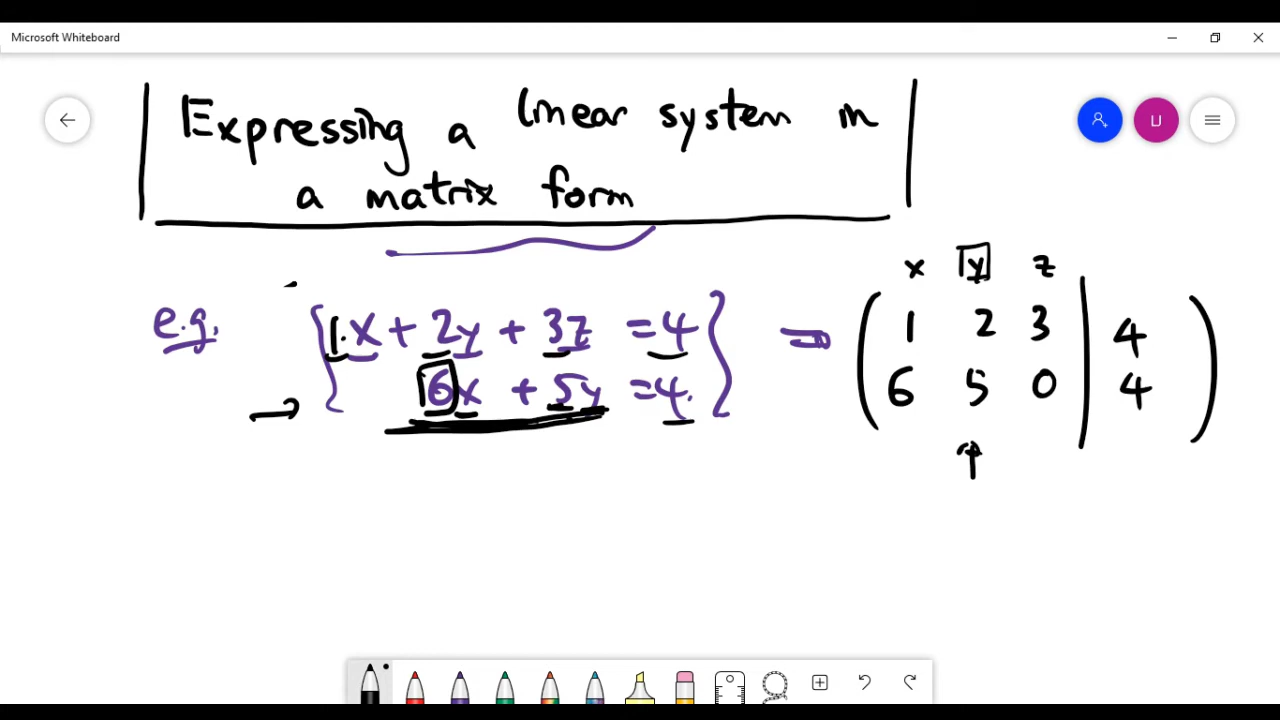 Microsoft Whiteboard
Expressing a linear system in
a matrix form
LJ
e.g.
1.x + 2y + 3z = 4
6x + 5y = 4.
⇒
x y z
1 2 3 | 4
6 5 0 | 4